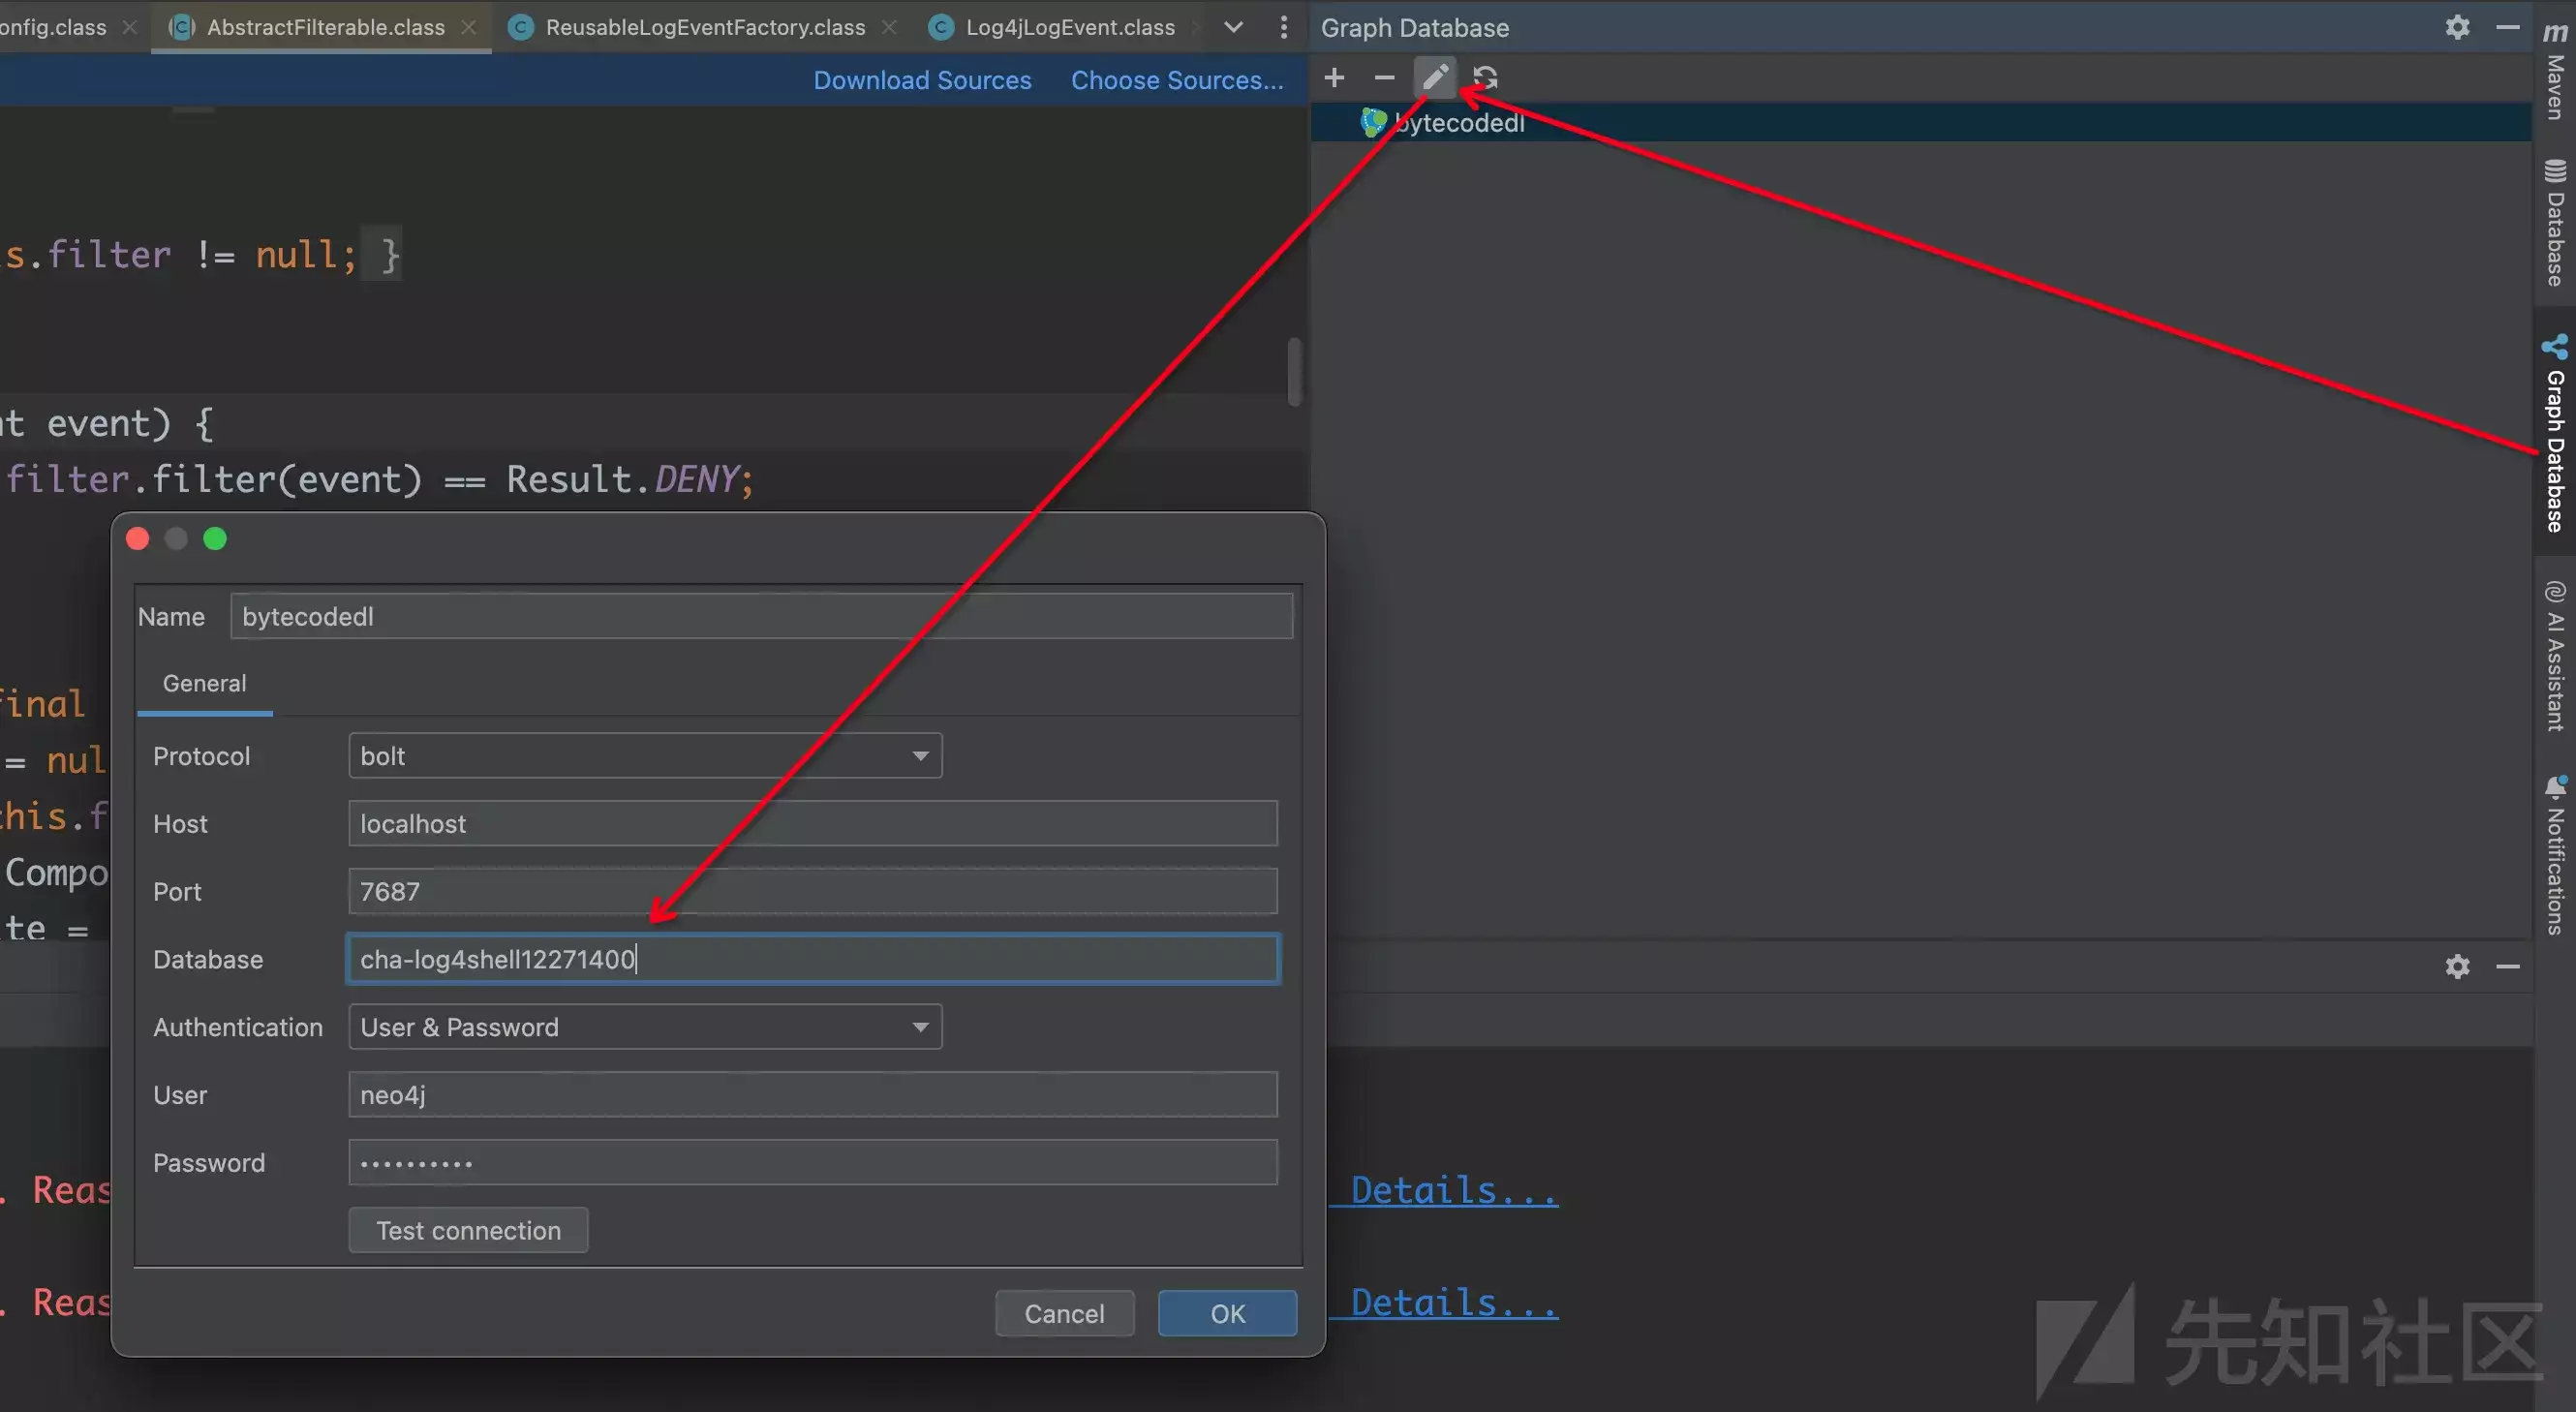 onfig.class
AbstractFilterable.class
ReusableLogEventFactory.class
Log4jLogEvent.class
Graph Database
Download Sources
Choose Sources...
bytecodedl
s.filter != null; }
nt event) {
filter.filter(event) == Result.DENY;
final
= nul
this.f
Compo
te =
Name
bytecodedl
General
Protocol
bolt
Host
localhost
Port
7687
Database
cha-log4shell12271400
Authentication
User & Password
User
neo4j
Password
••••••••••
Test connection
Cancel
OK
. Reas
Details...
. Reas
Details...
Maven
Database
Graph Database
AI Assistant
Notifications
先知社区